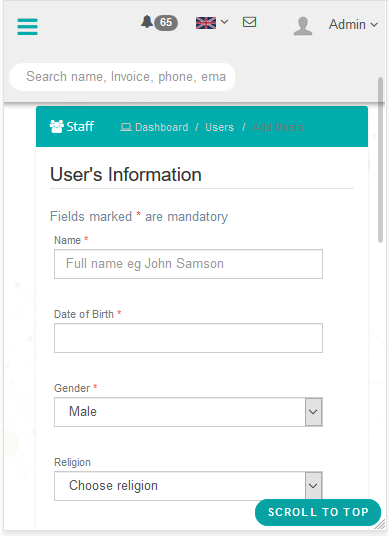 65
Admin
Search name, Invoice, phone, ema
Staff
Dashboard / Users / Add Users
User's Information
Fields marked * are mandatory
Name *
Full name eg John Samson
Date of Birth *
Gender *
Male
Religion
Choose religion
SCROLL TO TOP